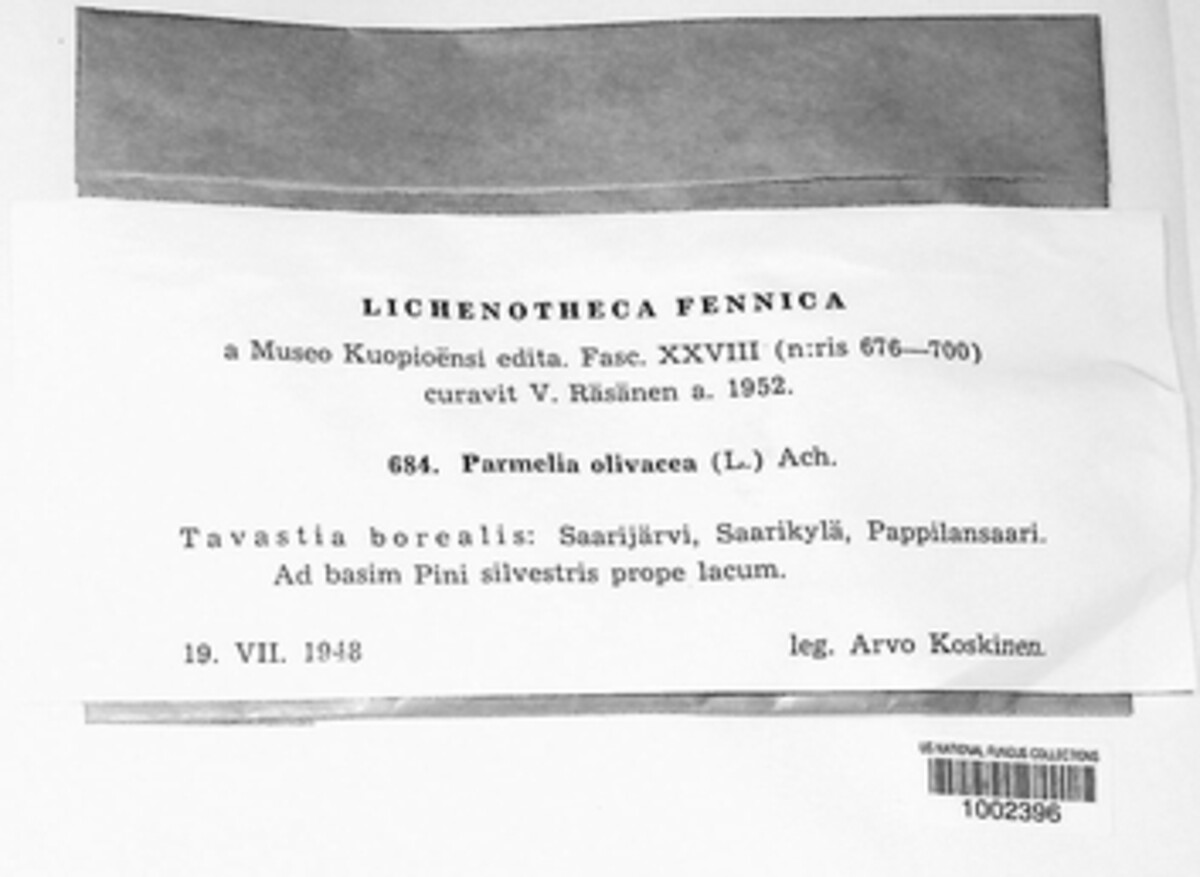 LICHENOTHECA FENNICA
a Museo Kuopioënsi edita. Fasc. XXVIII (n:ris 676—700)
curavit V. Räsänen a. 1952.
684. Parmelia olivacea (L.) Ach.
Tavastia borealis: Saarijärvi, Saarikylä, Pappilansaari.
Ad basim Pini silvestris prope lacum.
19. VII. 1948
leg. Arvo Koskinen.
US NATIONAL FUNGUS COLLECTIONS
1002396